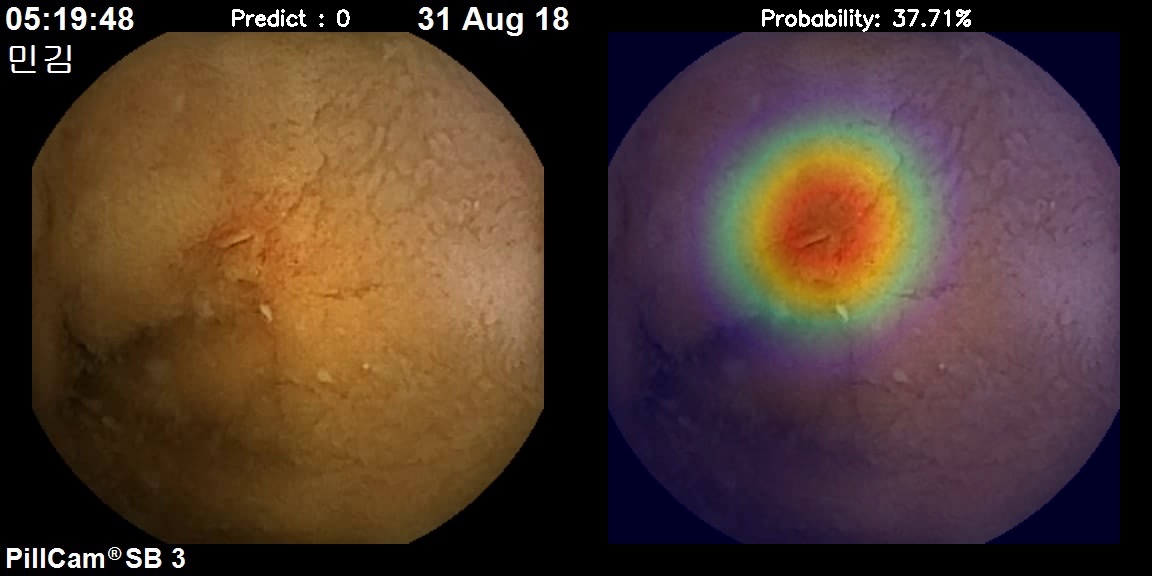 05:19:48
Predict : 0
31 Aug 18
Probability: 37.71%
민김
PillCam® SB 3